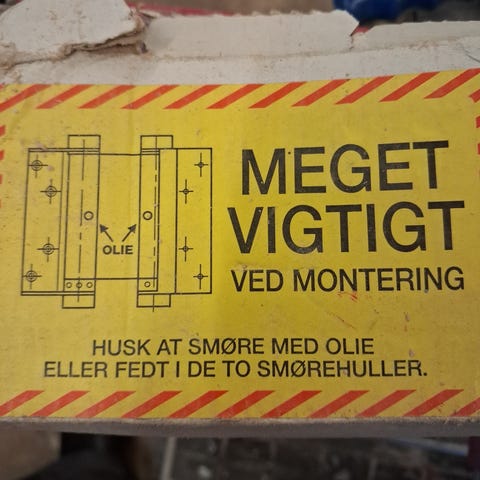 OLIE
MEGET
VIGTIGT
VED MONTERING
HUSK AT SMØRE MED OLIE
ELLER FEDT I DE TO SMØREHULLER.